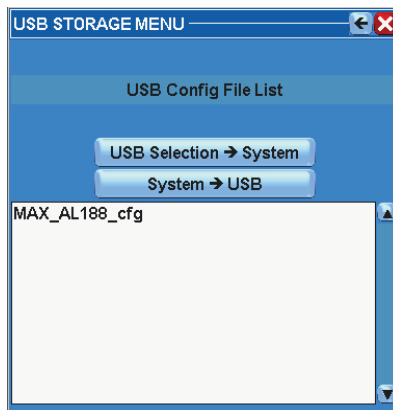 USB STORAGE MENU
USB Config File List
USB Selection → System
System → USB
MAX_AL188_cfg